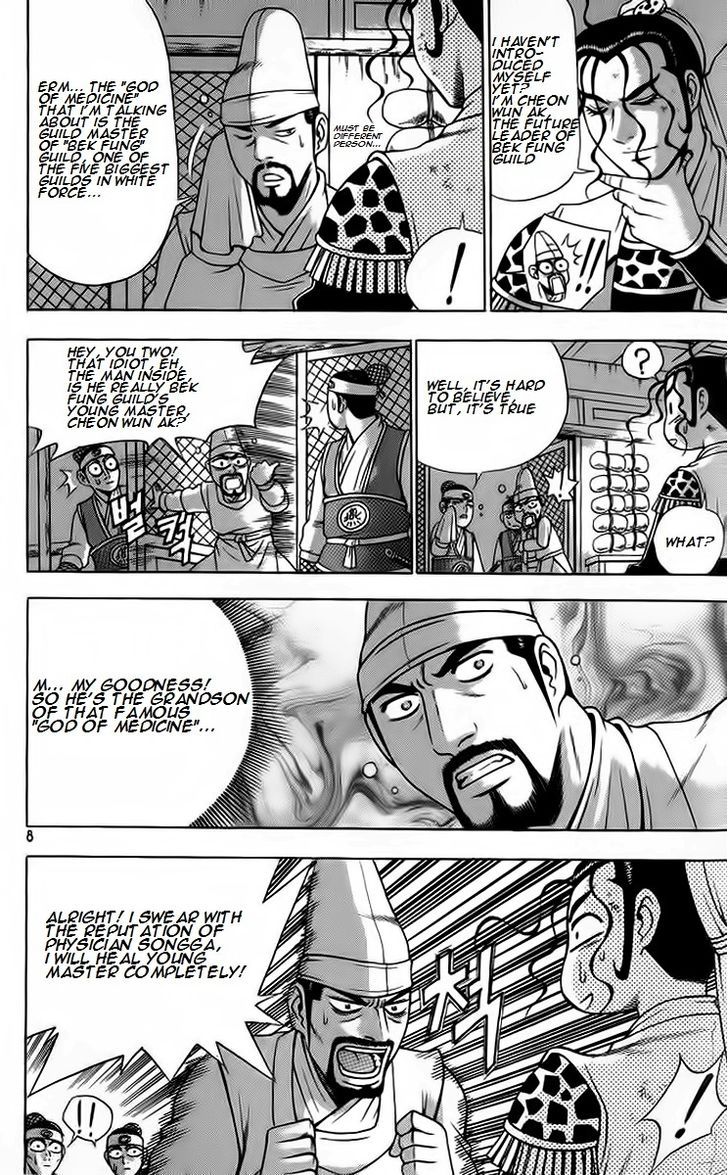 ERM... THE "GOD
OF MEDICINE"
THAT I'M TALKING
ABOUT IS THE
GUILD MASTER
OF "BEK FUNG"
GUILD, ONE OF
THE FIVE BIGGEST
GUILDS IN WHITE
FORCE...
MUST BE
DIFFERENT
PERSON...
!
I HAVEN'T
INTRO-
DUCED
MYSELF
YET?
I'M CHEON
WUN AK.
THE FUTURE
LEADER OF
BEK FUNG
GUILD
!!
HEY, YOU TWO!
THAT IDIOT, EH,
THE MAN INSIDE,
IS HE REALLY BEK
FUNG GUILD'S
YOUNG MASTER,
CHEON WUN AK?
벌
컥
WELL, IT'S HARD
TO BELIEVE,
BUT, IT'S TRUE
?
WHAT?
M... MY GOODNESS!
SO HE'S THE GRANDSON
OF THAT FAMOUS
"GOD OF MEDICINE"...
8
ALRIGHT! I SWEAR WITH
THE REPUTATION OF
PHYSICIAN SONGGA,
I WILL HEAL YOUNG
MASTER COMPLETELY!
척
!!
!!